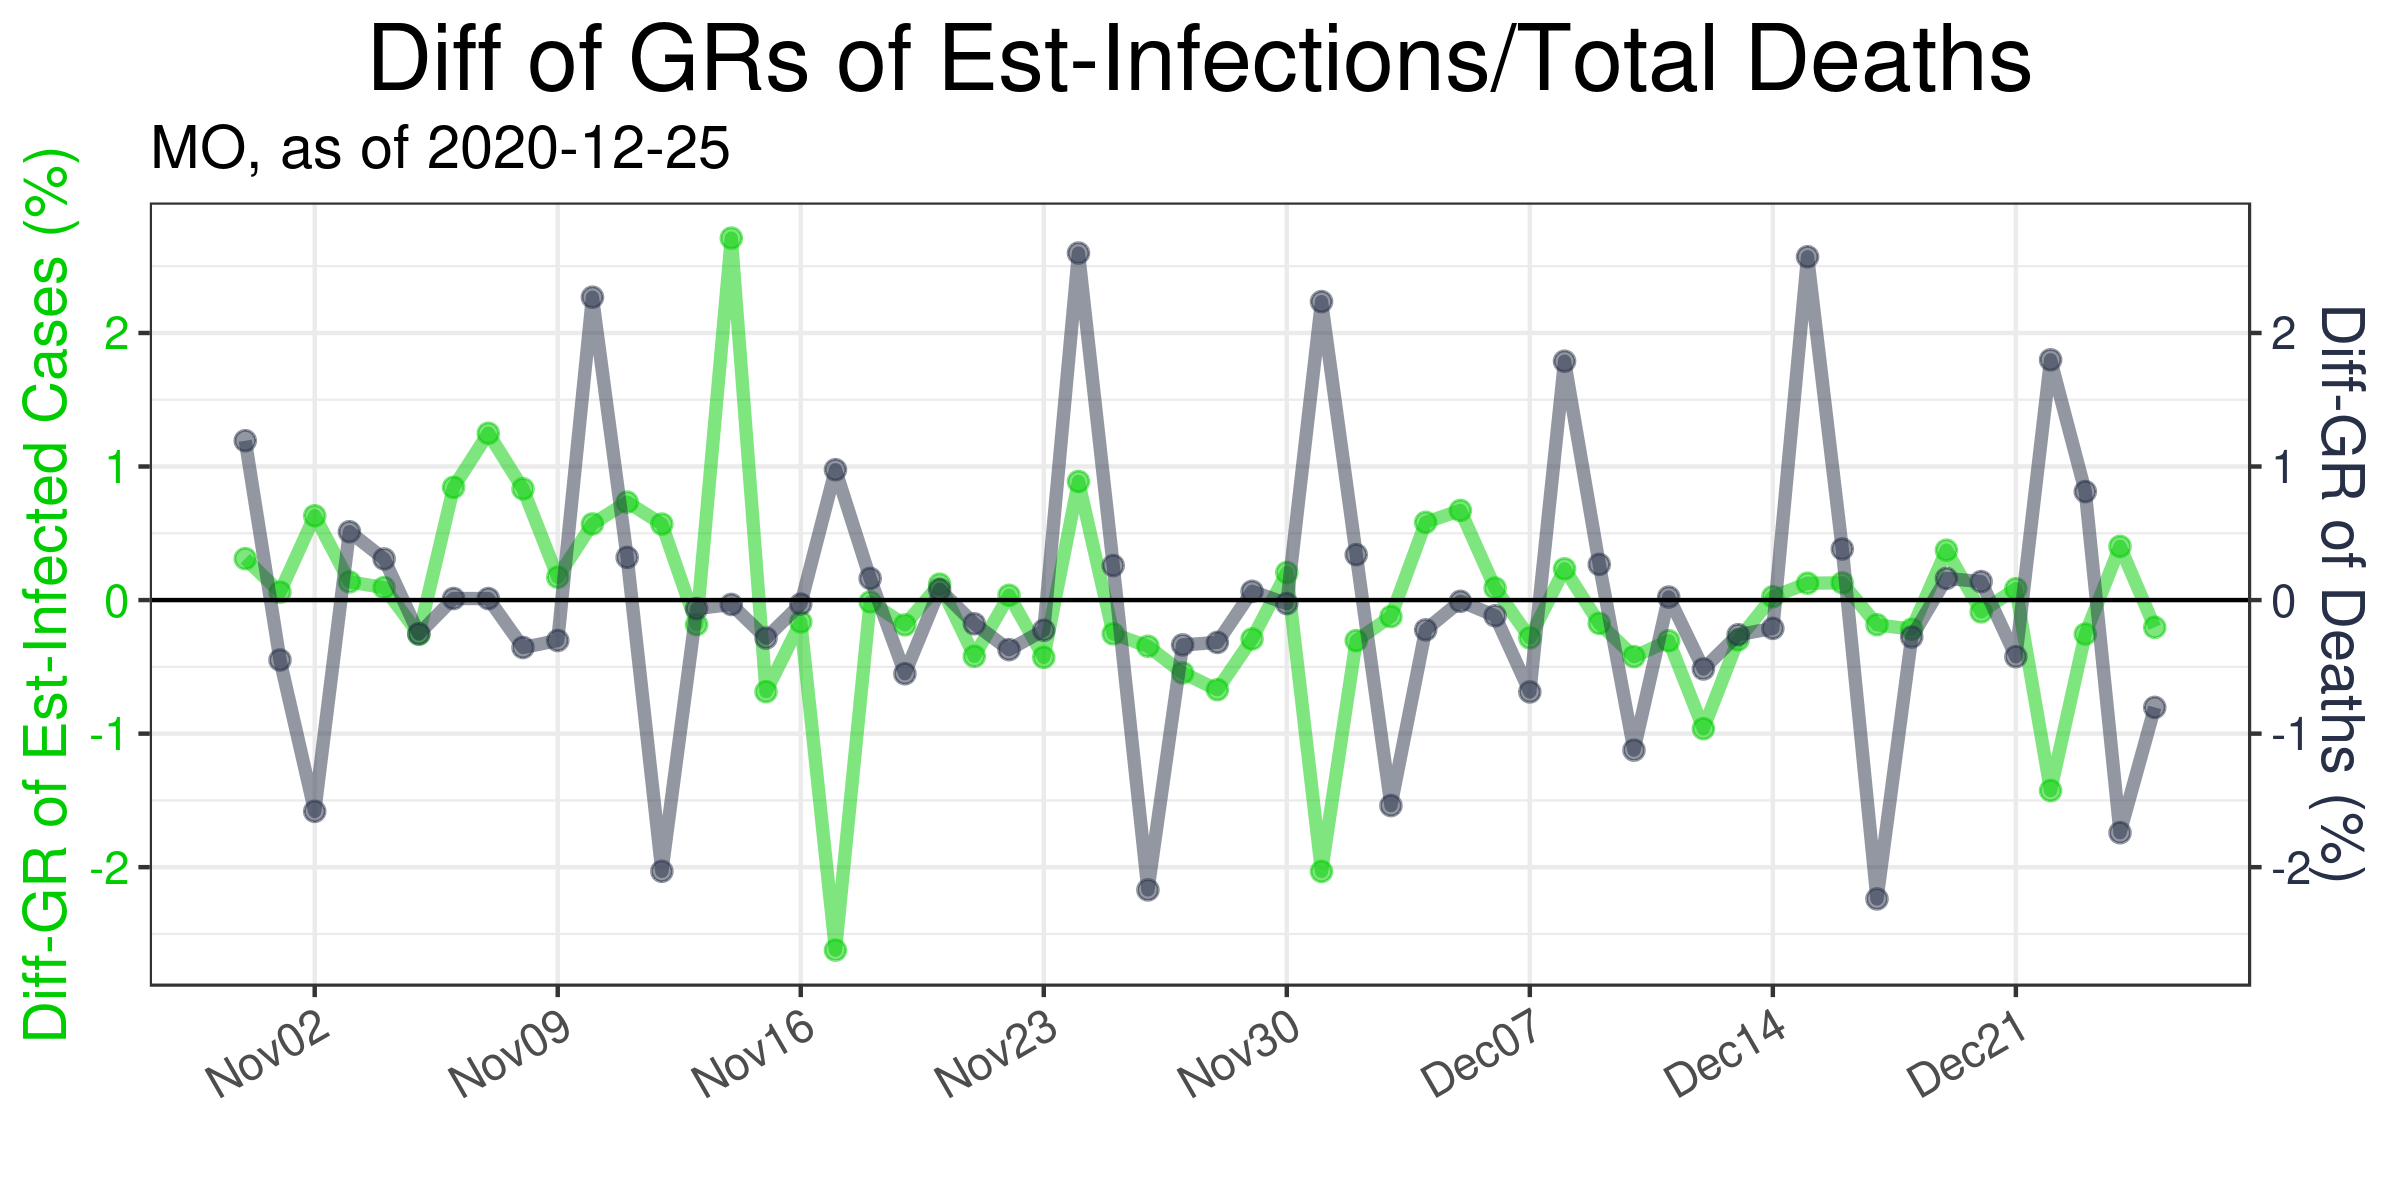 Diff of GRs of Est-Infections/Total Deaths
MO, as of 2020-12-25
Diff-GR of Est-Infected Cases (%)
2
1
0
-1
-2
2
1
0
-1
-2
Diff-GR of Deaths (%)
Nov02
Nov09
Nov16
Nov23
Nov30
Dec07
Dec14
Dec21